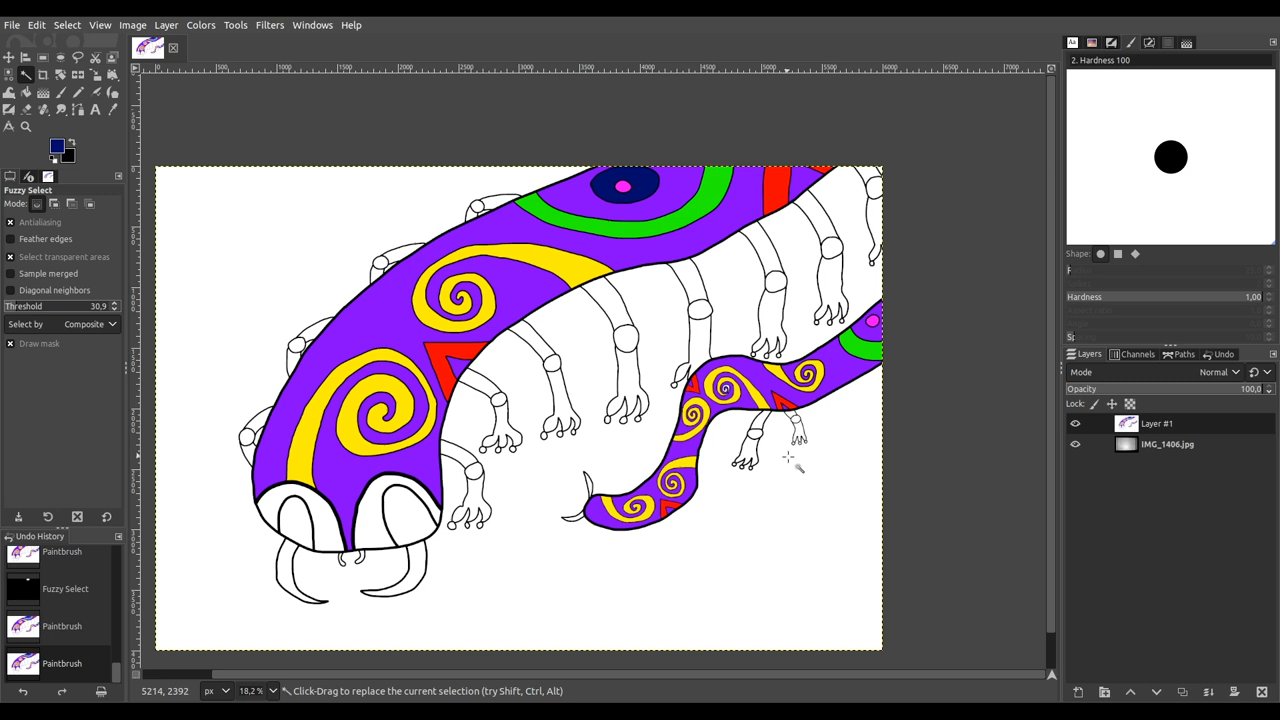 File Edit Select View Image Layer Colors Tools Filters Windows Help
2. Hardness 100
Fuzzy Select
Mode:
Antialiasing
Feather edges
Select transparent areas
Sample merged
Diagonal neighbors
Threshold 30,9
Select by Composite
Draw mask
Undo History
Paintbrush
Fuzzy Select
Paintbrush
Paintbrush
5214, 2392 px 18,2 % Click-Drag to replace the current selection (try Shift, Ctrl, Alt)
Shape:
Hardness 1,00
Layers Channels Paths Undo
Mode Normal
Opacity 100,0
Lock:
Layer #1
IMG_1406.jpg